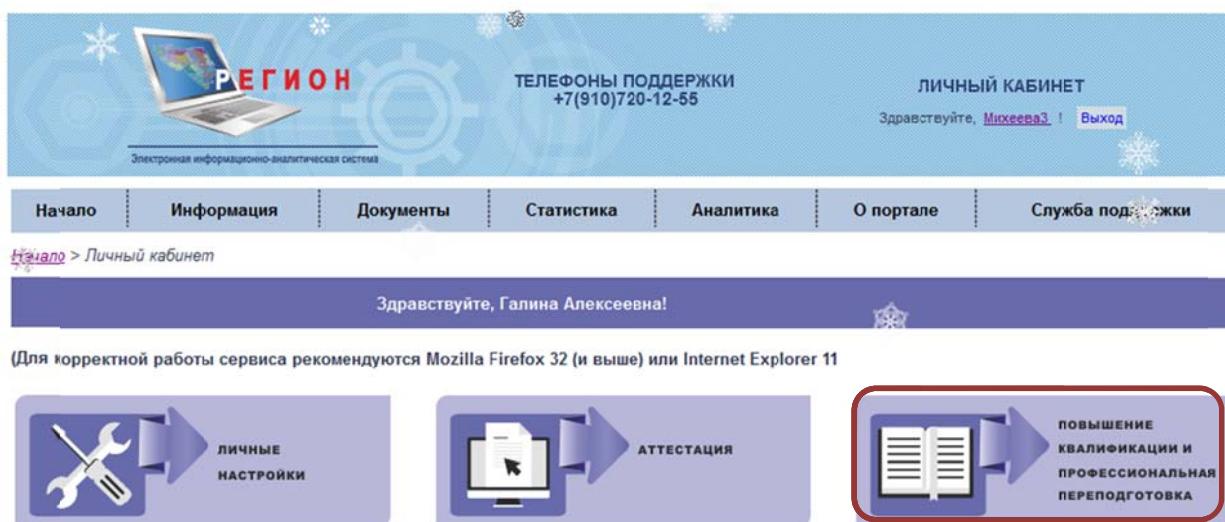 РЕГИОН
Электронная информационно-аналитическая система
ТЕЛЕФОНЫ ПОДДЕРЖКИ
+7(910)720-12-55
ЛИЧНЫЙ КАБИНЕТ
Здравствуйте, Михеева3 ! Выход
Начало Информация Документы Статистика Аналитика О портале Служба поддержки
Начало > Личный кабинет
Здравствуйте, Галина Алексеевна!
(Для корректной работы сервиса рекомендуются Mozilla Firefox 32 (и выше) или Internet Explorer 11
ЛИЧНЫЕ
НАСТРОЙКИ
АТТЕСТАЦИЯ
ПОВЫШЕНИЕ
КВАЛИФИКАЦИИ И
ПРОФЕССИОНАЛЬНАЯ
ПЕРЕПОДГОТОВКА